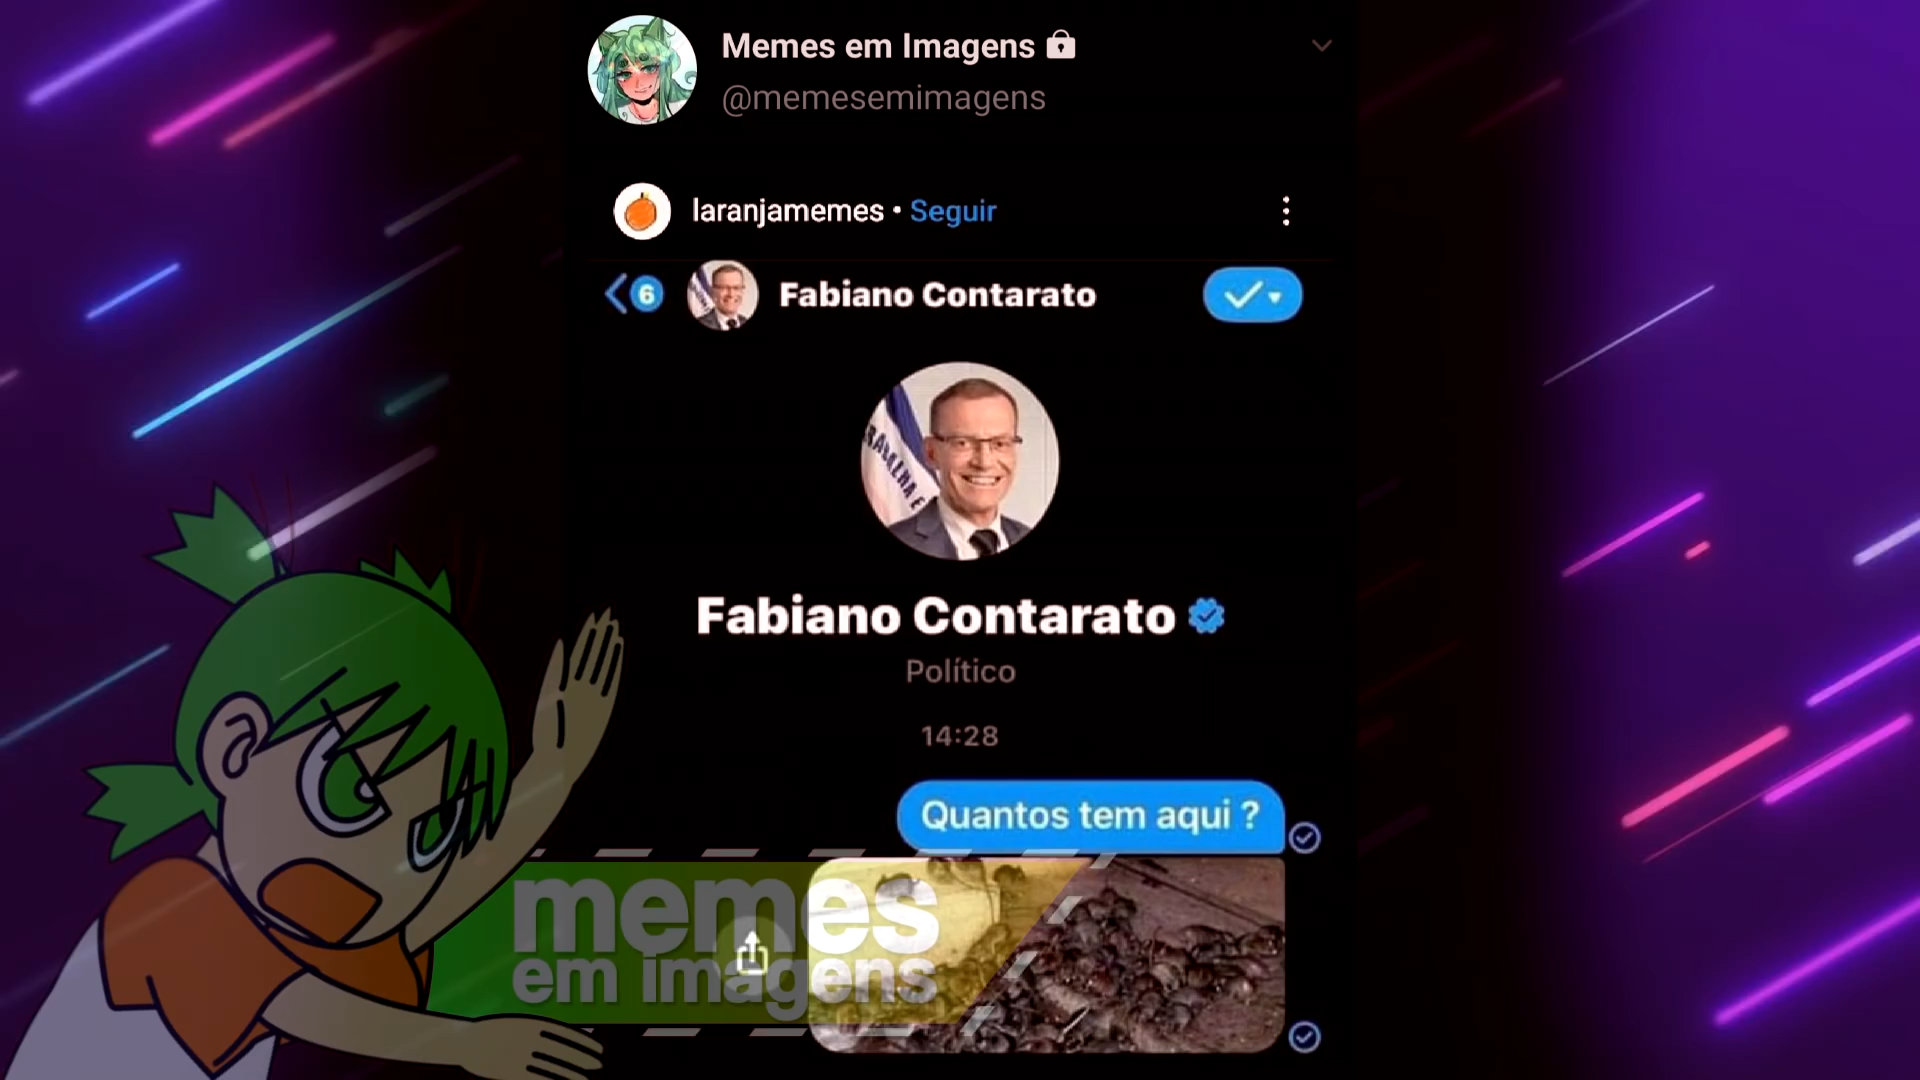 Memes em Imagens
@memesemimagens
laranjamemes • Seguir
6
Fabiano Contarato
RABALHA E
Fabiano Contarato
Político
14:28
Quantos tem aqui ?
memes
em imagens